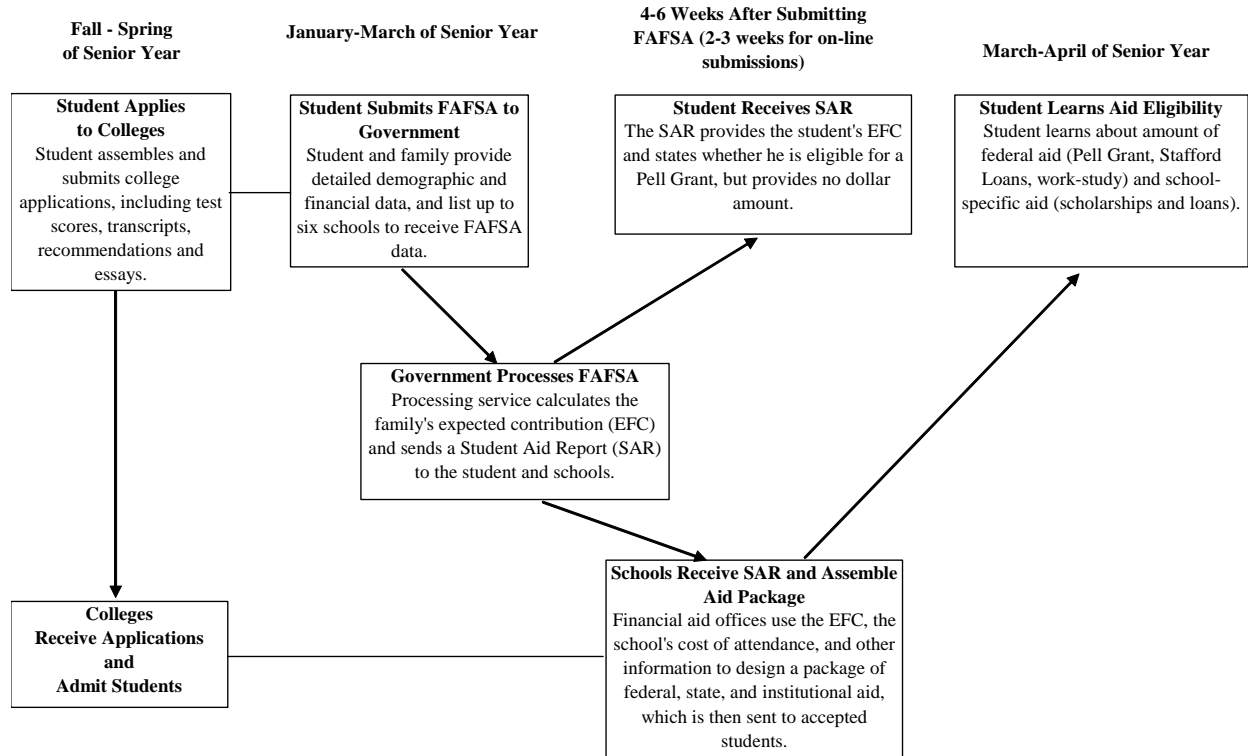 Fall - Spring
of Senior Year
January-March of Senior Year
4-6 Weeks After Submitting
FAFSA (2-3 weeks for on-line
submissions)
March-April of Senior Year
Student Applies
to Colleges
Student assembles and
submits college
applications, including test
scores, transcripts,
recommendations and
essays.
Student Submits FAFSA to
Government
Student and family provide
detailed demographic and
financial data, and list up to
six schools to receive FAFSA
data.
Student Receives SAR
The SAR provides the student's EFC
and states whether he is eligible for a
Pell Grant, but provides no dollar
amount.
Student Learns Aid Eligibility
Student learns about amount of
federal aid (Pell Grant, Stafford
Loans, work-study) and school-
specific aid (scholarships and loans).
Government Processes FAFSA
Processing service calculates the
family's expected contribution (EFC)
and sends a Student Aid Report (SAR)
to the student and schools.
Colleges
Receive Applications
and
Admit Students
Schools Receive SAR and Assemble
Aid Package
Financial aid offices use the EFC, the
school's cost of attendance, and other
information to design a package of
federal, state, and institutional aid,
which is then sent to accepted
students.